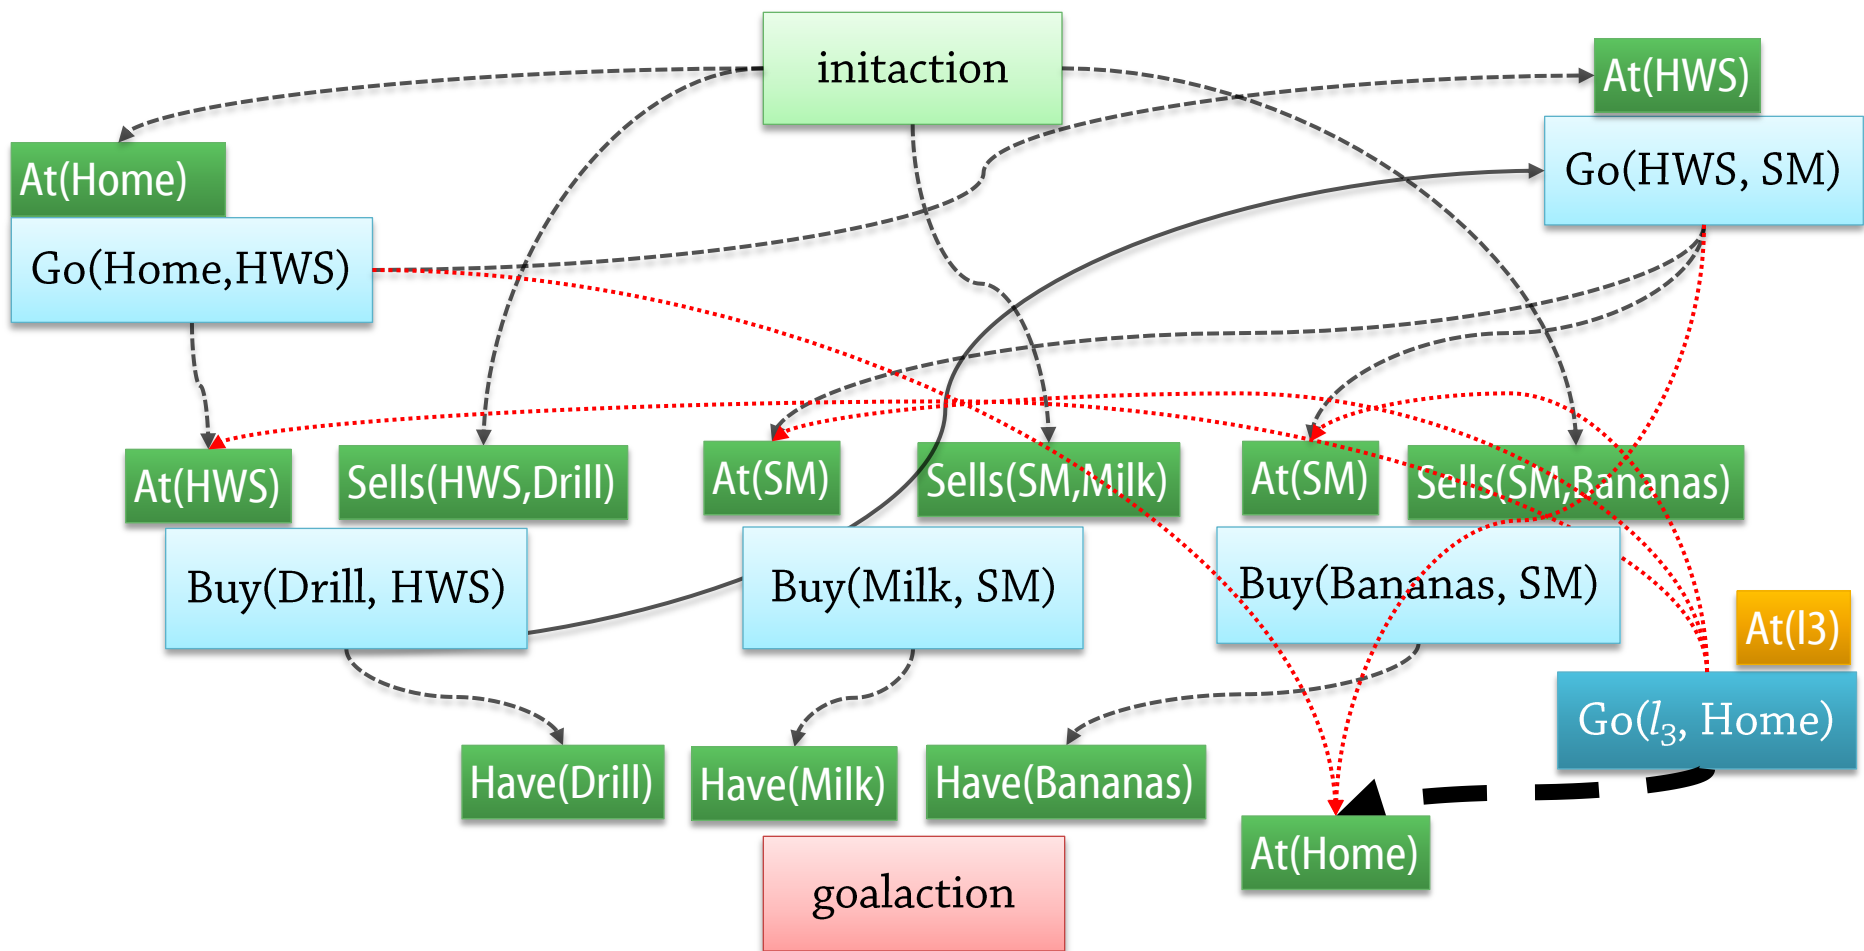 initaction
At(HWS)
Go(HWS, SM)
At(Home)
Go(Home,HWS)
At(HWS)
Sells(HWS,Drill)
At(SM)
Sells(SM,Milk)
At(SM)
Sells(SM,Bananas)
Buy(Drill, HWS)
Buy(Milk, SM)
Buy(Bananas, SM)
At(l3)
Go(l₃, Home)
Have(Drill)
Have(Milk)
Have(Bananas)
At(Home)
goalaction